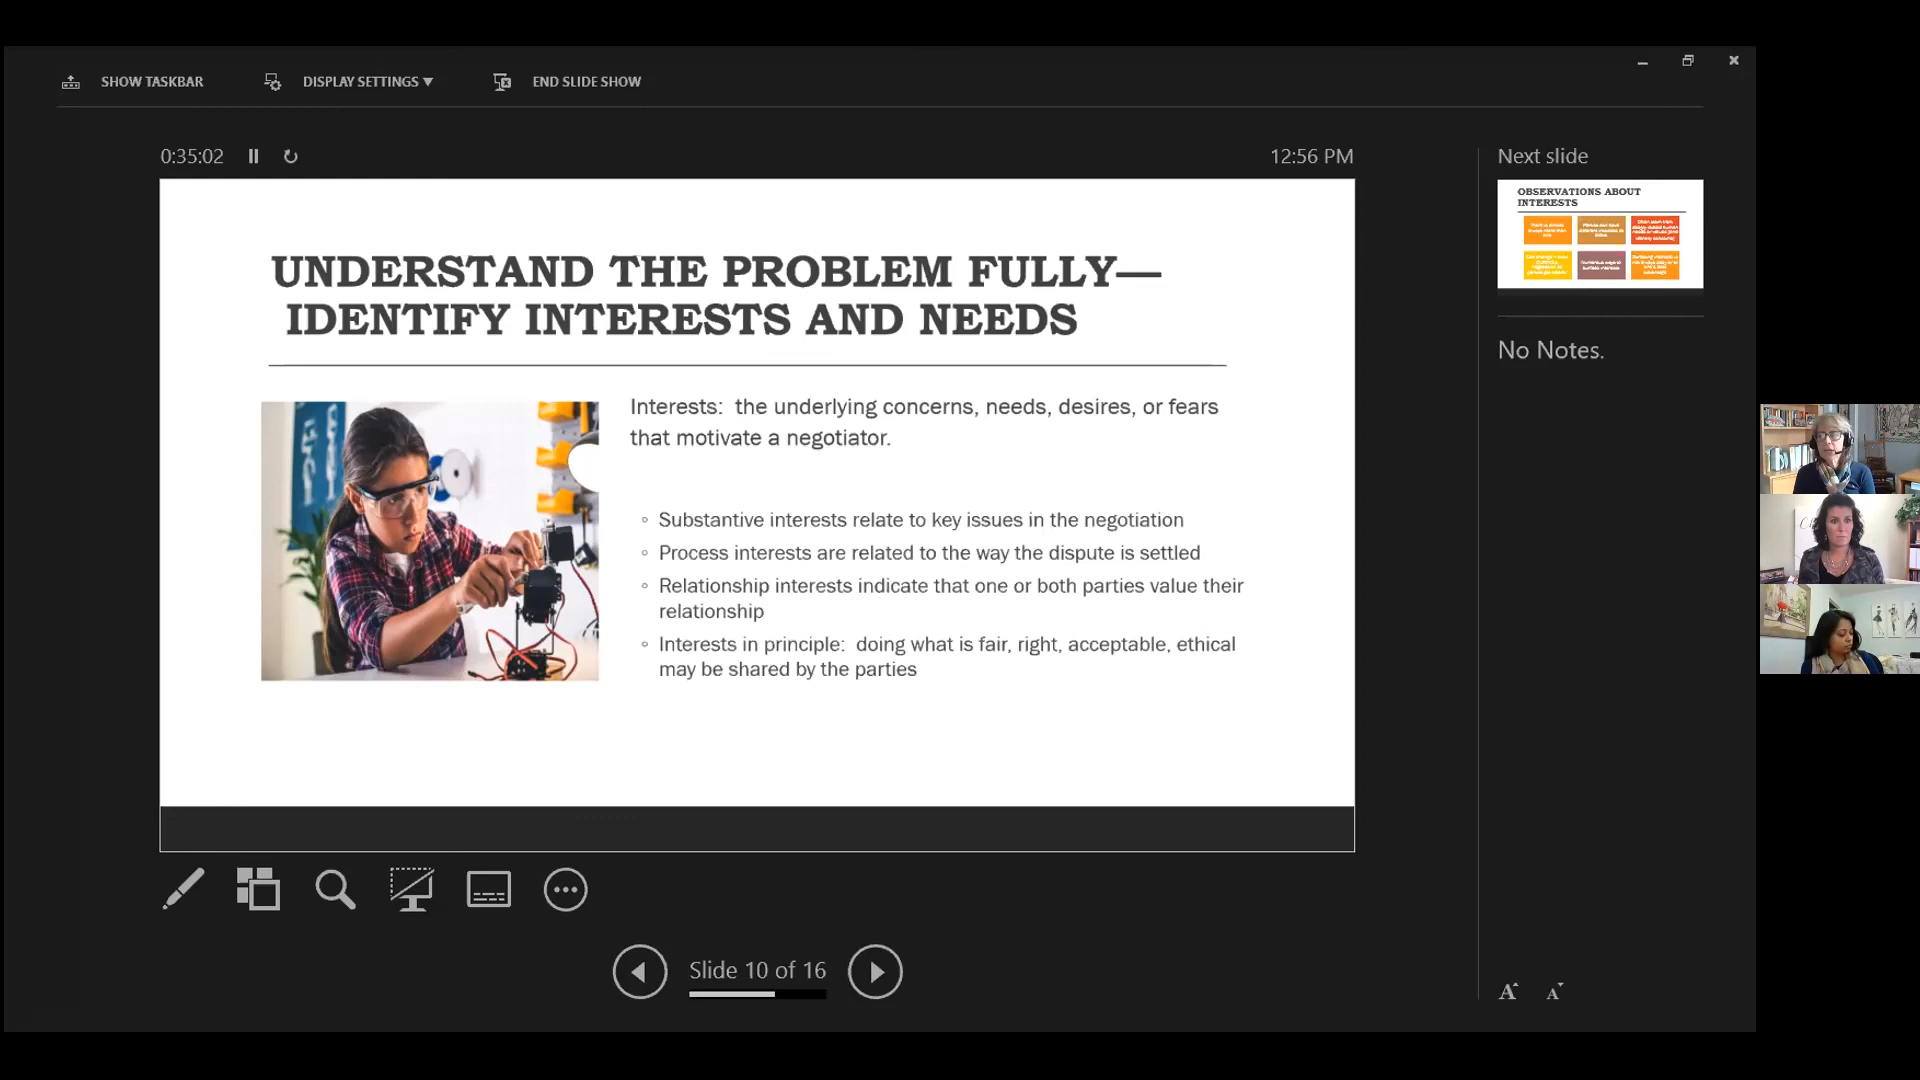 SHOW TASKBAR
DISPLAY SETTINGS ▼
END SLIDE SHOW
0:35:02
12:56 PM
Next slide
OBSERVATIONS ABOUT
INTERESTS
UNDERSTAND THE PROBLEM FULLY—
IDENTIFY INTERESTS AND NEEDS
Interests: the underlying concerns, needs, desires, or fears
that motivate a negotiator.
◦ Substantive interests relate to key issues in the negotiation
◦ Process interests are related to the way the dispute is settled
◦ Relationship interests indicate that one or both parties value their
relationship
◦ Interests in principle: doing what is fair, right, acceptable, ethical
may be shared by the parties
No Notes.
Slide 10 of 16
A A